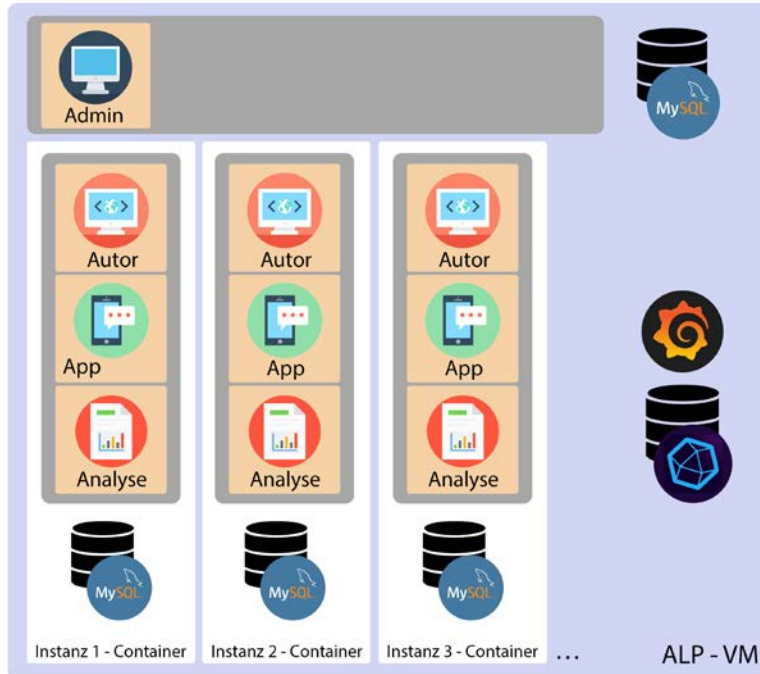 Admin
MySQL
Autor
Autor
Autor
App
App
App
Analyse
Analyse
Analyse
MySQL
MySQL
MySQL
Instanz 1 - Container
Instanz 2 - Container
Instanz 3 - Container
...
ALP - VM